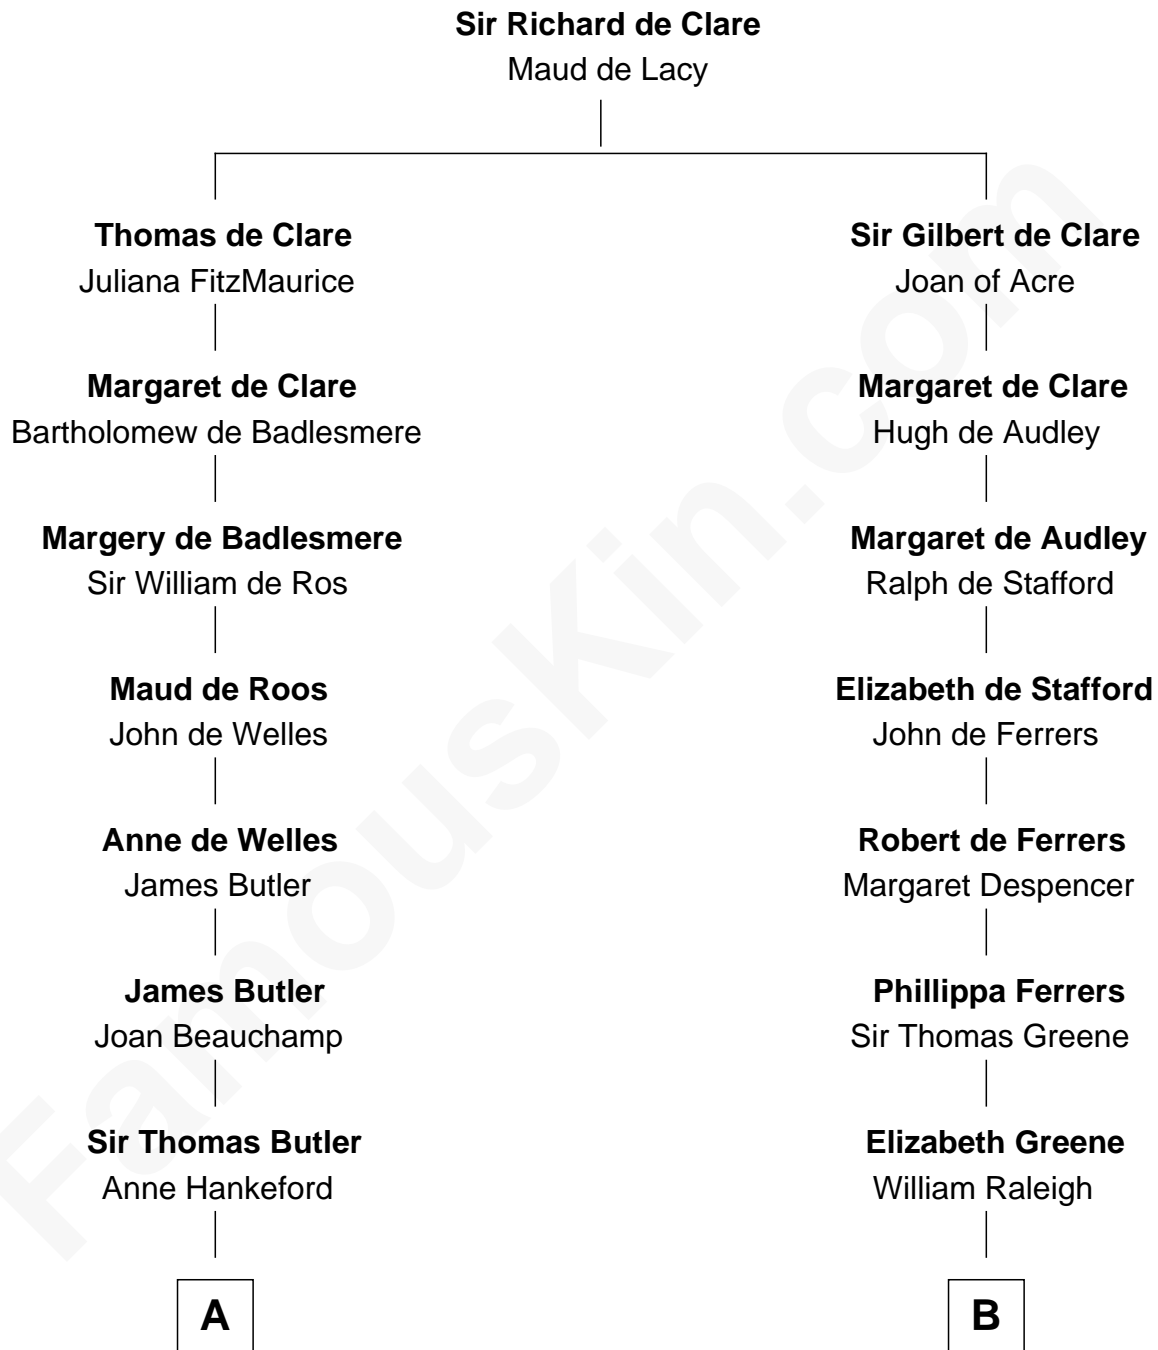 Sir Richard de Clare
Maud de Lacy
Thomas de Clare
Juliana FitzMaurice
Sir Gilbert de Clare
Joan of Acre
Margaret de Clare
Bartholomew de Badlesmere
Margaret de Clare
Hugh de Audley
Margery de Badlesmere
Sir William de Ros
Margaret de Audley
Ralph de Stafford
Maud de Roos
John de Welles
Elizabeth de Stafford
John de Ferrers
Anne de Welles
James Butler
Robert de Ferrers
Margaret Despencer
James Butler
Joan Beauchamp
Phillippa Ferrers
Sir Thomas Greene
Sir Thomas Butler
Anne Hankeford
Elizabeth Greene
William Raleigh
A
B
FamousKin.com